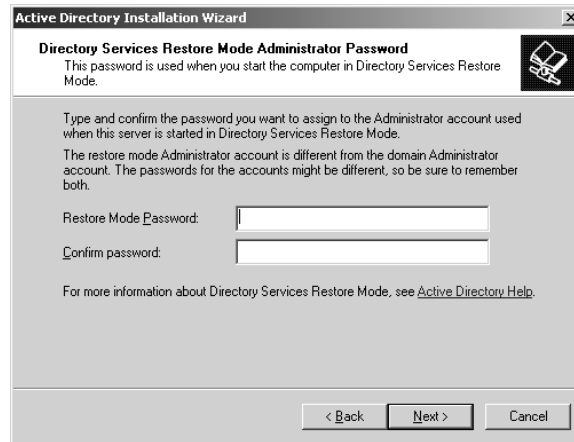 Active Directory Installation Wizard
Directory Services Restore Mode Administrator Password
This password is used when you start the computer in Directory Services Restore
Mode.
Type and confirm the password you want to assign to the Administrator account used
when this server is started in Directory Services Restore Mode.
The restore mode Administrator account is different from the domain Administrator
account. The passwords for the accounts might be different, so be sure to remember
both.
Restore Mode Password:
Confirm password:
For more information about Directory Services Restore Mode, see Active Directory Help.
< Back Next > Cancel